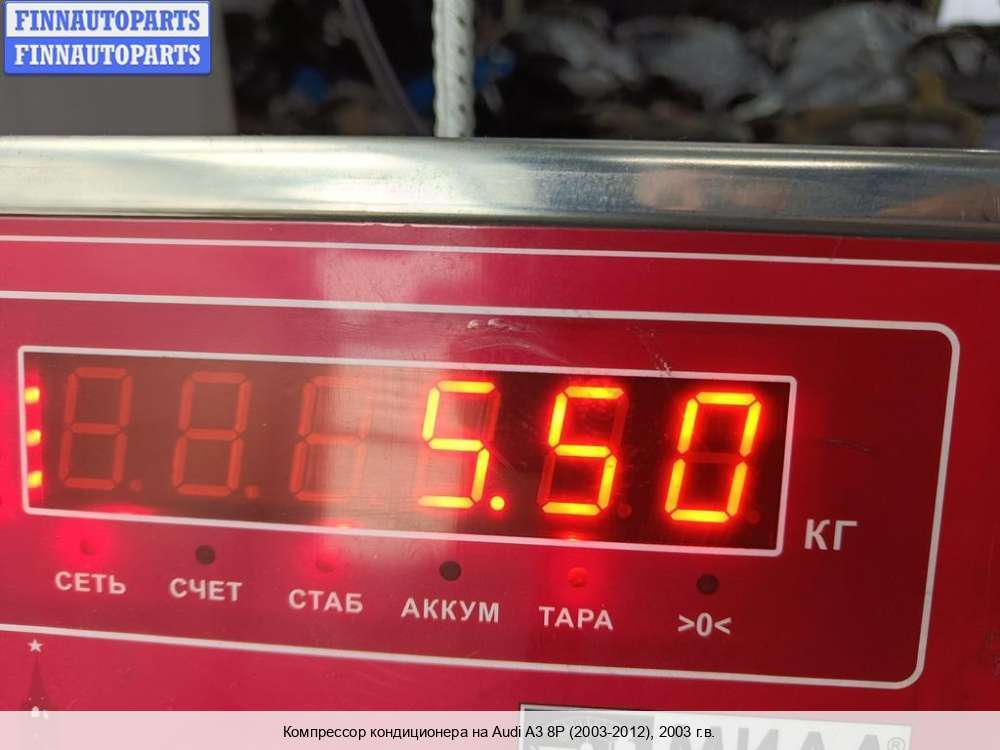 FINNAUTOPARTS
FINNAUTOPARTS
5.50
КГ
СЕТЬ СЧЕТ СТАБ АККУМ ТАРА >0<
Компрессор кондиционера на Audi A3 8P (2003-2012), 2003 г.в.